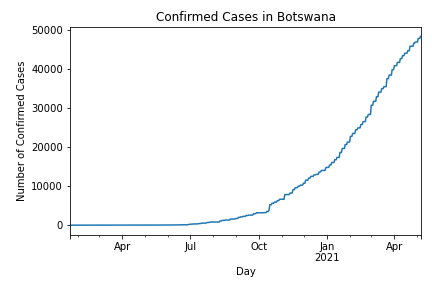 Confirmed Cases in Botswana
Number of Confirmed Cases
50000
40000
30000
20000
10000
0
Apr Jul Oct Jan Apr
2021
Day